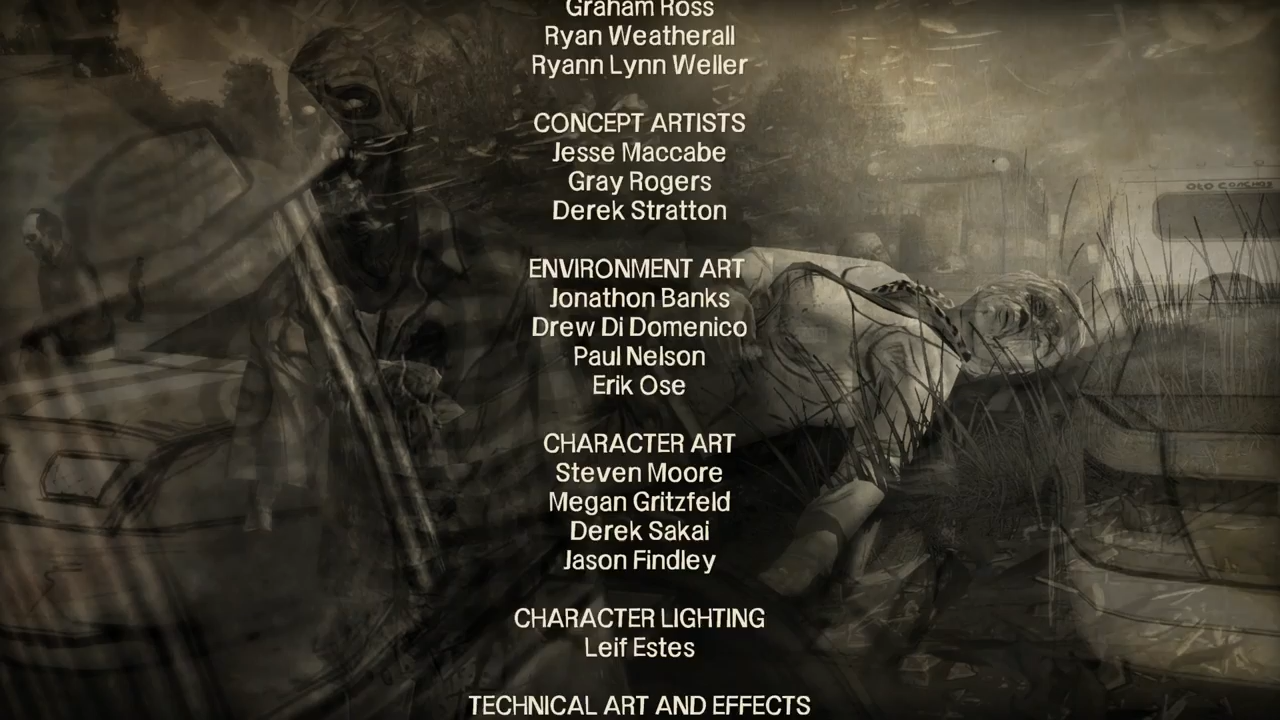 Graham Ross
Ryan Weatherall
Ryann Lynn Weller
CONCEPT ARTISTS
Jesse Maccabe
Gray Rogers
Derek Stratton
ENVIRONMENT ART
Jonathon Banks
Drew Di Domenico
Paul Nelson
Erik Ose
CHARACTER ART
Steven Moore
Megan Gritzfeld
Derek Sakai
Jason Findley
CHARACTER LIGHTING
Leif Estes
TECHNICAL ART AND EFFECTS